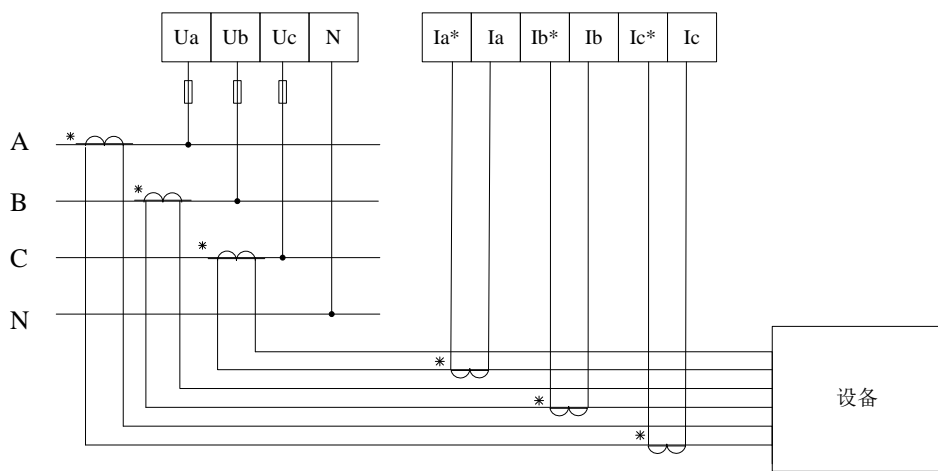 Ua Ub Uc N Ia* Ia Ib* Ib Ic* Ic
* A
* B
* C
N
*
*
*
设备